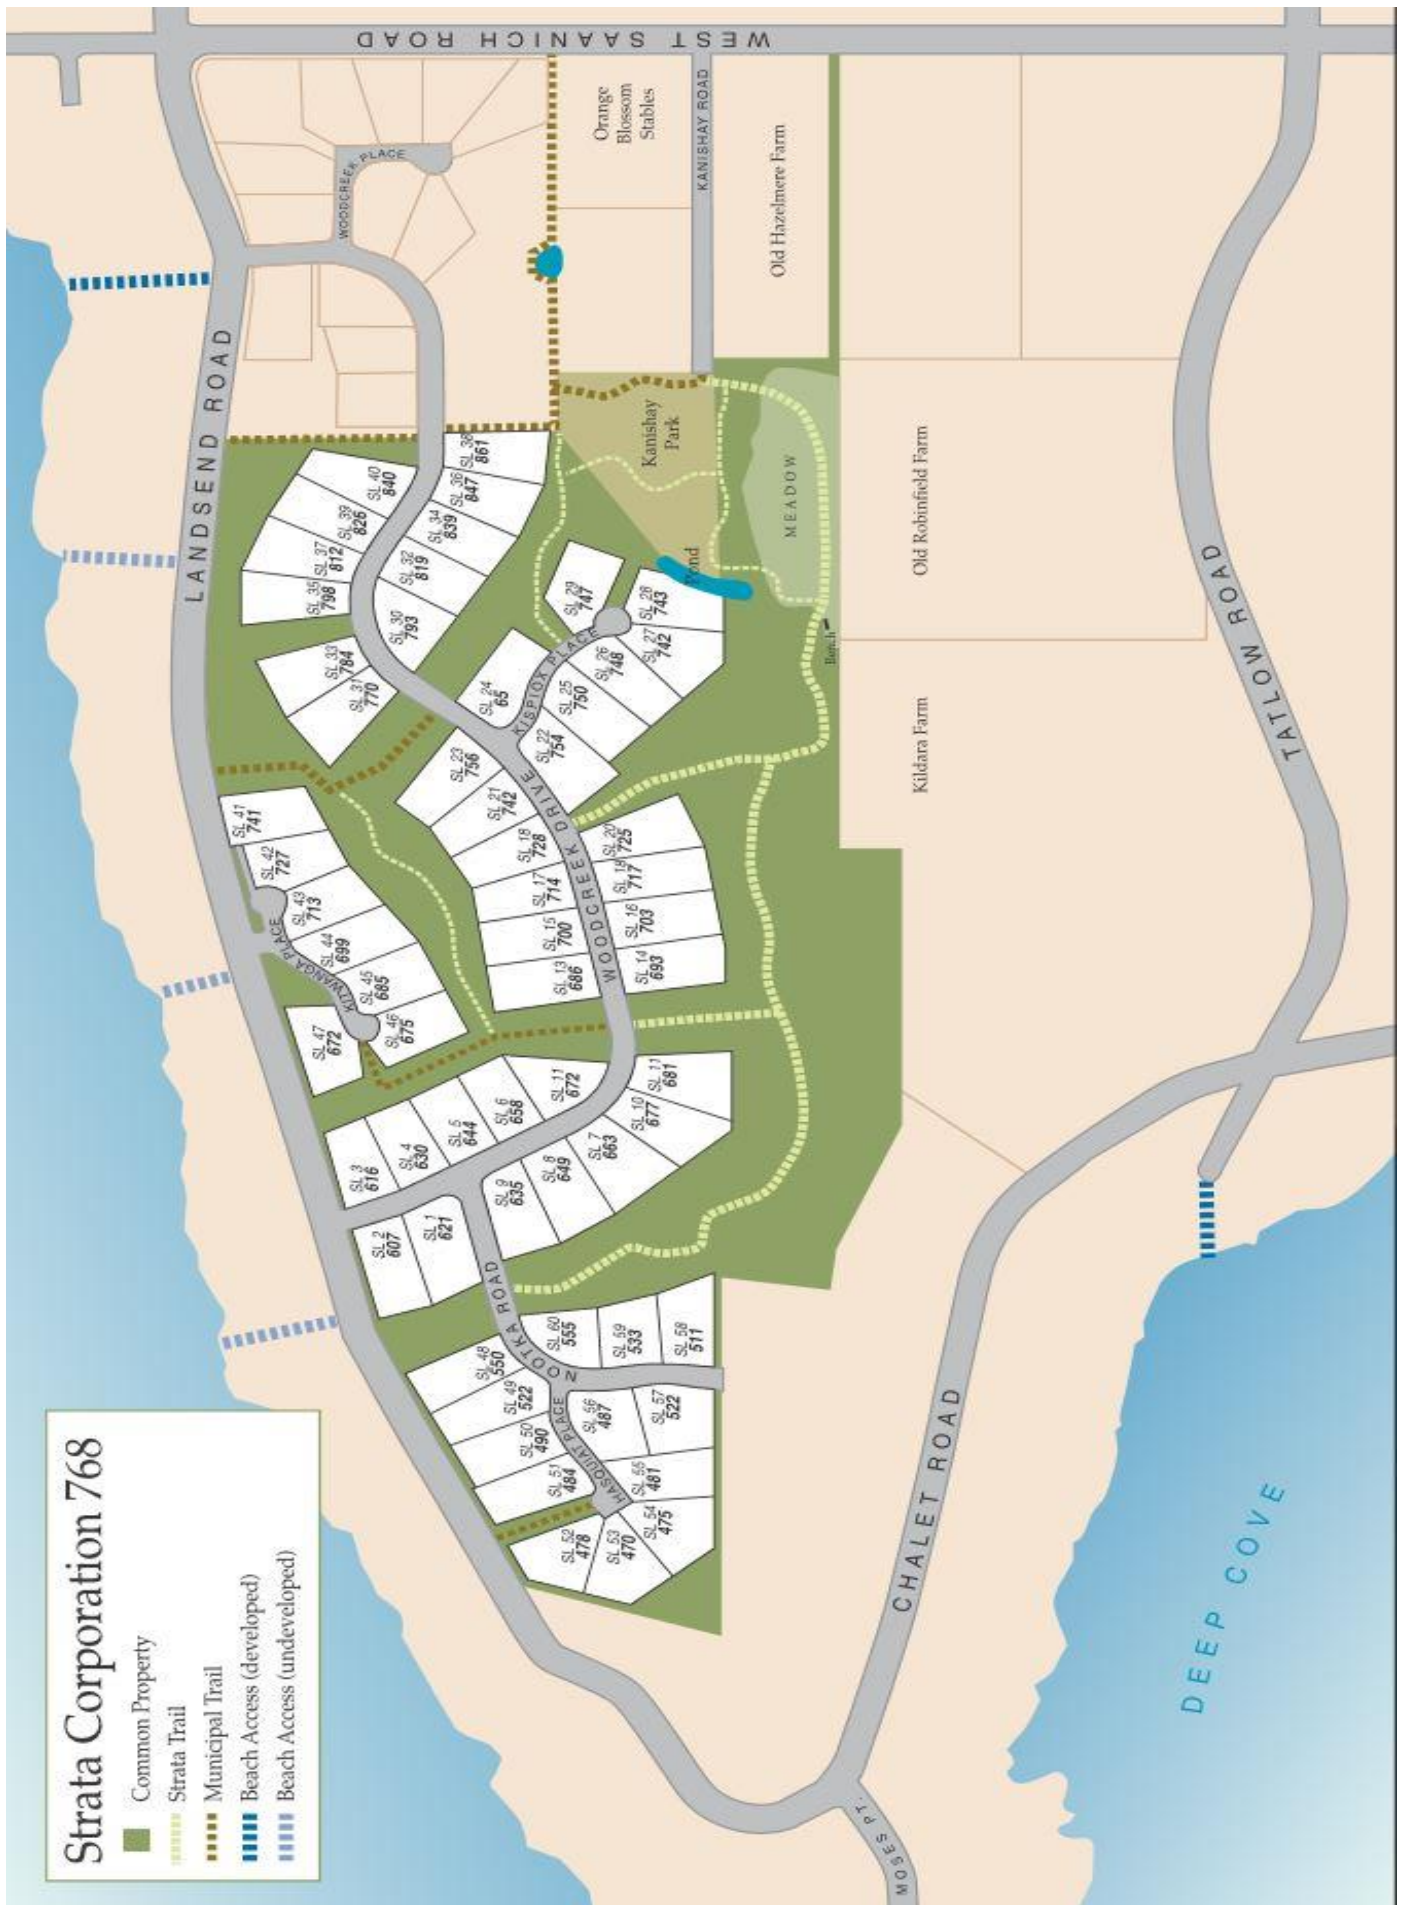 Strata Corporation 768
Common Property
Strata Trail
Municipal Trail
Beach Access (developed)
Beach Access (undeveloped)
WEST SAANICH ROAD
LANDSEND ROAD
WOODCREEK PLACE
Orange
Blossom
Stables
KANISHAY ROAD
Old Hazelmere Farm
Kanishay
Park
MEADOW
Pond
Bench
Old Robinfield Farm
Kildara Farm
TATLOW ROAD
CHALET ROAD
MOSES PT.
DEEP COVE
WOODCREEK DRIVE
KISPIOX PLACE
KITWANGA PLACE
NOOTKA ROAD
HASQUIAT PLACE
SL 40
840
SL 39
826
SL 37
812
SL 35
798
SL 33
784
SL 31
770
SL 38
861
SL 36
847
SL 34
839
SL 32
819
SL 30
793
SL 29
747
SL 28
743
SL 27
742
SL 26
748
SL 25
750
SL 24
65
SL 22
754
SL 23
756
SL 21
742
SL 18
728
SL 17
714
SL 15
700
SL 13
686
SL 20
725
SL 18
717
SL 16
703
SL 14
693
SL 41
741
SL 42
727
SL 43
713
SL 44
699
SL 45
685
SL 46
675
SL 47
672
SL 11
672
SL 6
658
SL 5
644
SL 4
630
SL 3
616
SL 11
681
SL 10
677
SL 7
663
SL 8
649
SL 9
635
SL 2
607
SL 1
621
SL 48
550
SL 49
522
SL 50
490
SL 51
484
SL 52
478
SL 53
470
SL 54
475
SL 55
481
SL 56
487
SL 57
522
SL 58
511
SL 59
533
SL 60
555